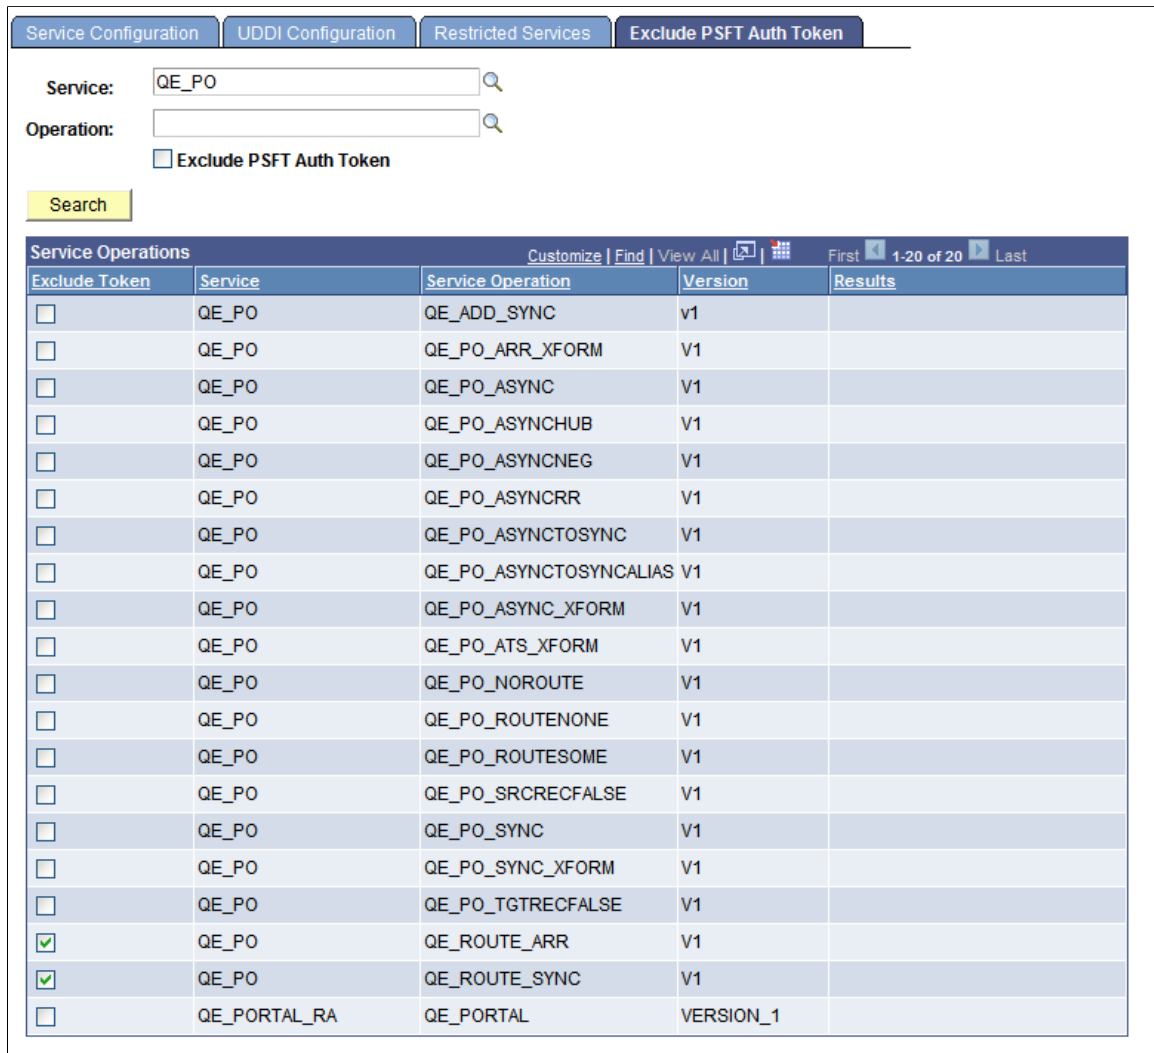 Service Configuration UDDI Configuration Restricted Services Exclude PSFT Auth Token
Service: QE_PO
Operation:
Exclude PSFT Auth Token
Search
Service Operations Customize | Find | View All | | First 1-20 of 20 Last
Exclude Token Service Service Operation Version Results
QE_PO QE_ADD_SYNC v1
QE_PO QE_PO_ARR_XFORM V1
QE_PO QE_PO_ASYNC V1
QE_PO QE_PO_ASYNCHUB V1
QE_PO QE_PO_ASYNCNEG V1
QE_PO QE_PO_ASYNCRR V1
QE_PO QE_PO_ASYNCTOSYNC V1
QE_PO QE_PO_ASYNCTOSYNCALIAS V1
QE_PO QE_PO_ASYNC_XFORM V1
QE_PO QE_PO_ATS_XFORM V1
QE_PO QE_PO_NOROUTE V1
QE_PO QE_PO_ROUTENONE V1
QE_PO QE_PO_ROUTESOME V1
QE_PO QE_PO_SRCRECFALSE V1
QE_PO QE_PO_SYNC V1
QE_PO QE_PO_SYNC_XFORM V1
QE_PO QE_PO_TGTRECFALSE V1
QE_PO QE_ROUTE_ARR V1
QE_PO QE_ROUTE_SYNC V1
QE_PORTAL_RA QE_PORTAL VERSION_1